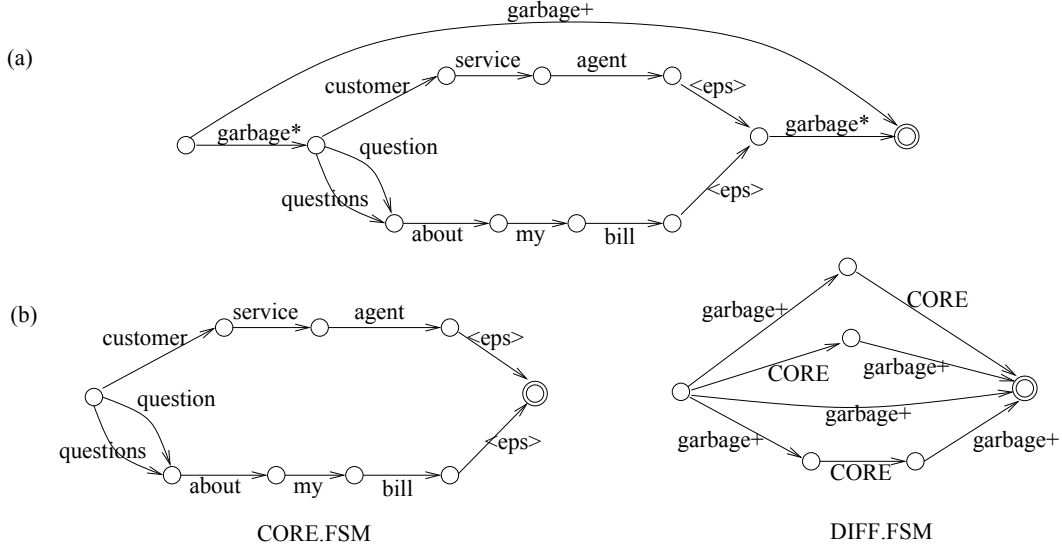 garbage+
(a)
service
agent
customer
<eps>
garbage*
garbage*
question
questions
<eps>
about
my
bill
(b)
service
agent
customer
<eps>
question
questions
<eps>
about
my
bill
CORE.FSM
garbage+
CORE
CORE
garbage+
garbage+
garbage+
CORE
garbage+
DIFF.FSM